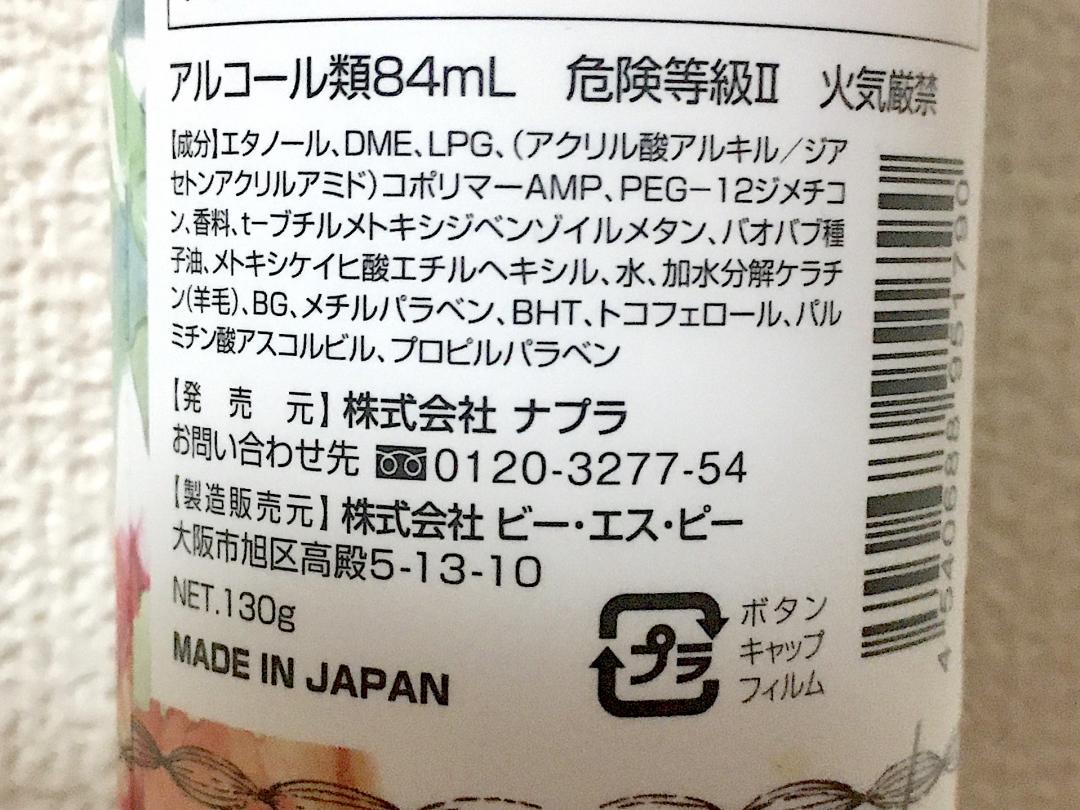 アルコール類84mL 危険等級Ⅱ 火気厳禁
【成分】エタノール、DME、LPG、(アクリル酸アルキル/ジア
セトンアクリルアミド)コポリマーAMP、PEG-12ジメチコ
ン、香料、t-ブチルメトキシジベンゾイルメタン、バオバブ種
子油、メトキシケイヒ酸エチルヘキシル、水、加水分解ケラチ
ン(羊毛)、BG、メチルパラベン、BHT、トコフェロール、パル
ミチン酸アスコルビル、プロピルパラベン
【発 売 元】株式会社 ナプラ
お問い合わせ先 0120-3277-54
【製造販売元】株式会社 ビー・エス・ピー
大阪市旭区高殿5-13-10
NET.130g
MADE IN JAPAN
プラ
ボタン
キャップ
フィルム